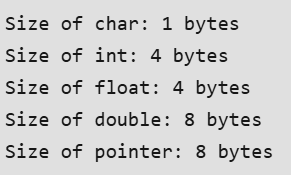 Size of char: 1 bytes
Size of int: 4 bytes
Size of float: 4 bytes
Size of double: 8 bytes
Size of pointer: 8 bytes